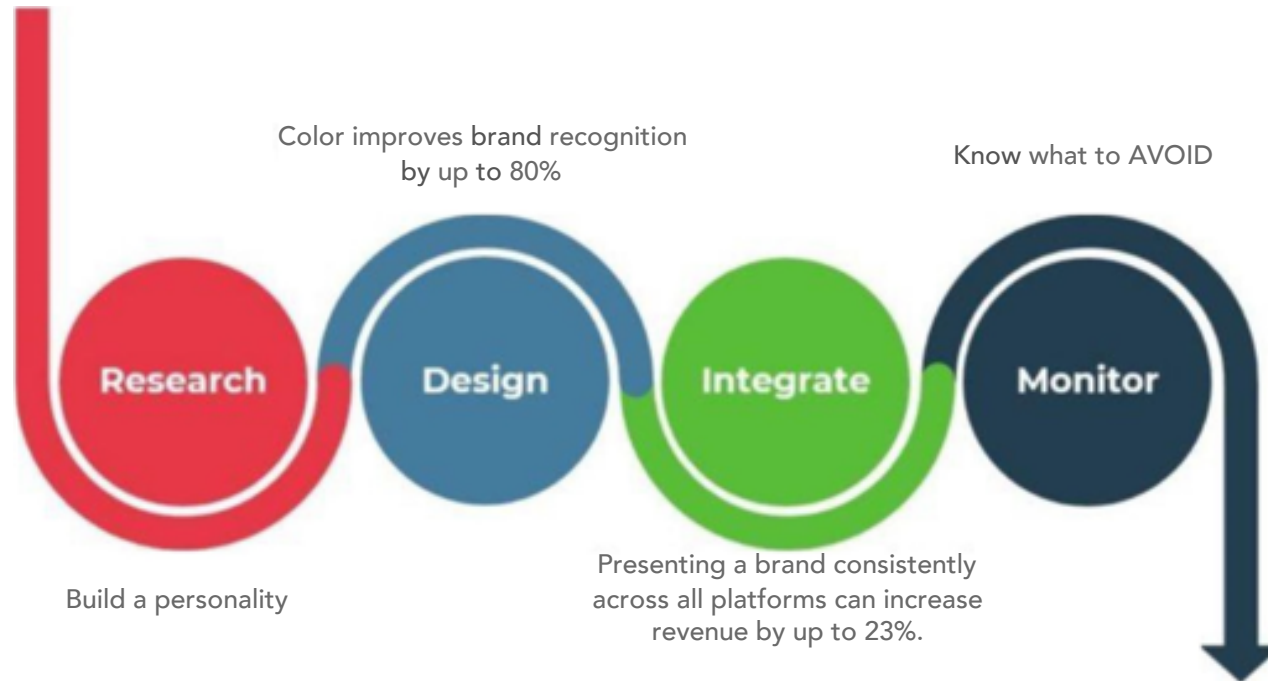 Color improves brand recognition
by up to 80%
Know what to AVOID
Research
Design
Integrate
Monitor
Build a personality
Presenting a brand consistently
across all platforms can increase
revenue by up to 23%.